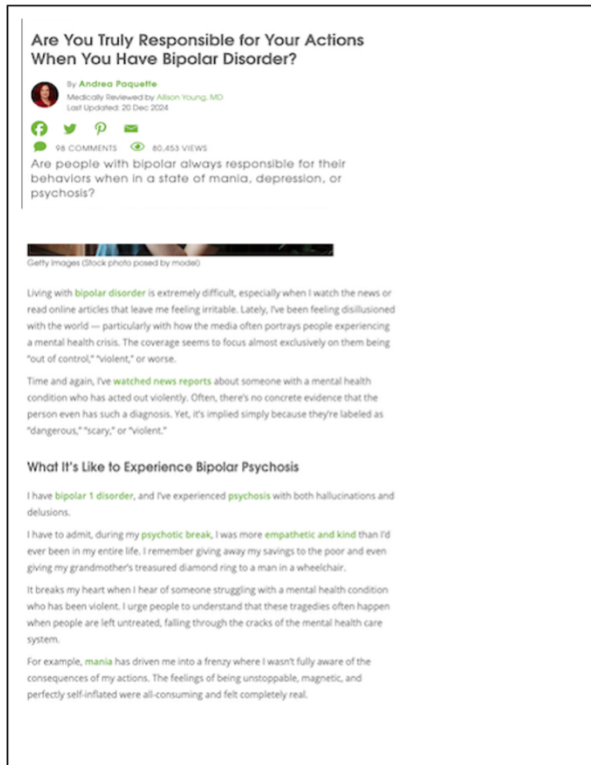 Are You Truly Responsible for Your Actions
When You Have Bipolar Disorder?
By Andrea Paquette
Medically Reviewed by Allison Young, MD
Last Updated: 20 Dec 2024
98 COMMENTS 80,453 VIEWS
Are people with bipolar always responsible for their
behaviors when in a state of mania, depression, or
psychosis?
Getty Images (Stock photo posed by model)
Living with bipolar disorder is extremely difficult, especially when I watch the news or
read online articles that leave me feeling irritable. Lately, I've been feeling disillusioned
with the world — particularly with how the media often portrays people experiencing
a mental health crisis. The coverage seems to focus almost exclusively on them being
"out of control," "violent," or worse.
Time and again, I've watched news reports about someone with a mental health
condition who has acted out violently. Often, there's no concrete evidence that the
person even has such a diagnosis. Yet, it's implied simply because they're labeled as
"dangerous," "scary," or "violent."
What It's Like to Experience Bipolar Psychosis
I have bipolar 1 disorder, and I've experienced psychosis with both hallucinations and
delusions.
I have to admit, during my psychotic break, I was more empathetic and kind than I'd
ever been in my entire life. I remember giving away my savings to the poor and even
giving my grandmother's treasured diamond ring to a man in a wheelchair.
It breaks my heart when I hear of someone struggling with a mental health condition
who has been violent. I urge people to understand that these tragedies often happen
when people are left untreated, falling through the cracks of the mental health care
system.
For example, mania has driven me into a frenzy where I wasn't fully aware of the
consequences of my actions. The feelings of being unstoppable, magnetic, and
perfectly self-inflated were all-consuming and felt completely real.